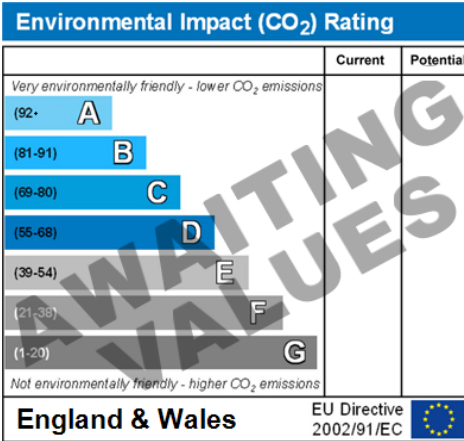 Environmental Impact (CO₂) Rating
Current Potential
Very environmentally friendly - lower CO₂ emissions
(92+ A
(81-91) B
(69-80) C
(55-68) D
(39-54) E
(21-38) F
(1-20) G
AWAITING
VALUES
Not environmentally friendly - higher CO₂ emissions
England & Wales
EU Directive
2002/91/EC